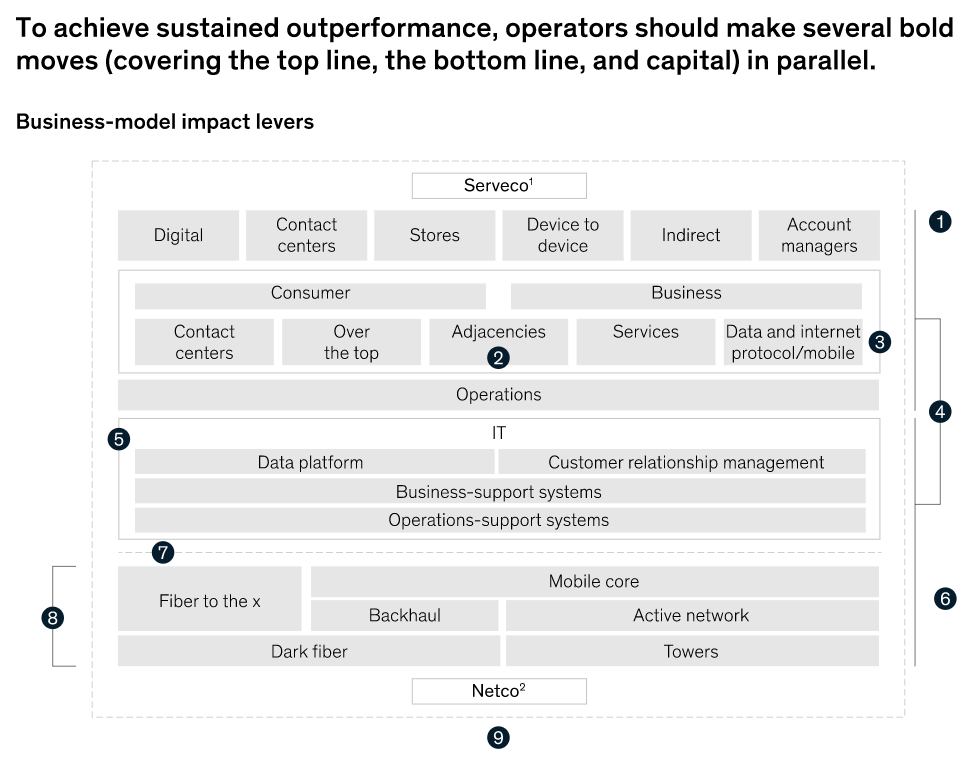 To achieve sustained outperformance, operators should make several bold
moves (covering the top line, the bottom line, and capital) in parallel.
Business-model impact levers
Serveco¹
1
Digital
Contact
centers
Stores
Device to
device
Indirect
Account
managers
Consumer
Business
Contact
centers
Over
the top
Adjacencies
2
Services
Data and internet
protocol/mobile
3
Operations
4
5
IT
Data platform
Customer relationship management
Business-support systems
Operations-support systems
7
Fiber to the x
Mobile core
Backhaul
Active network
6
8
Dark fiber
Towers
Netco²
9